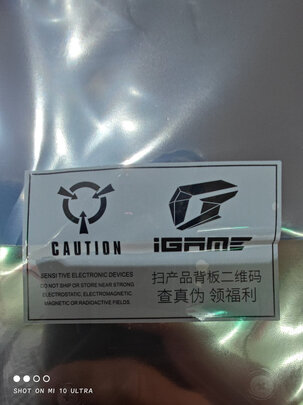 CAUTION
SENSITIVE ELECTRONIC DEVICES
DO NOT SHIP OR STORE NEAR STRONG
ELECTROSTATIC, ELECTROMAGNETIC
MAGNETIC OR RADIOACTIVE FIELDS
iGAME
扫产品背板二维码
查真伪 领福利
SHOT ON MI 10 ULTRA